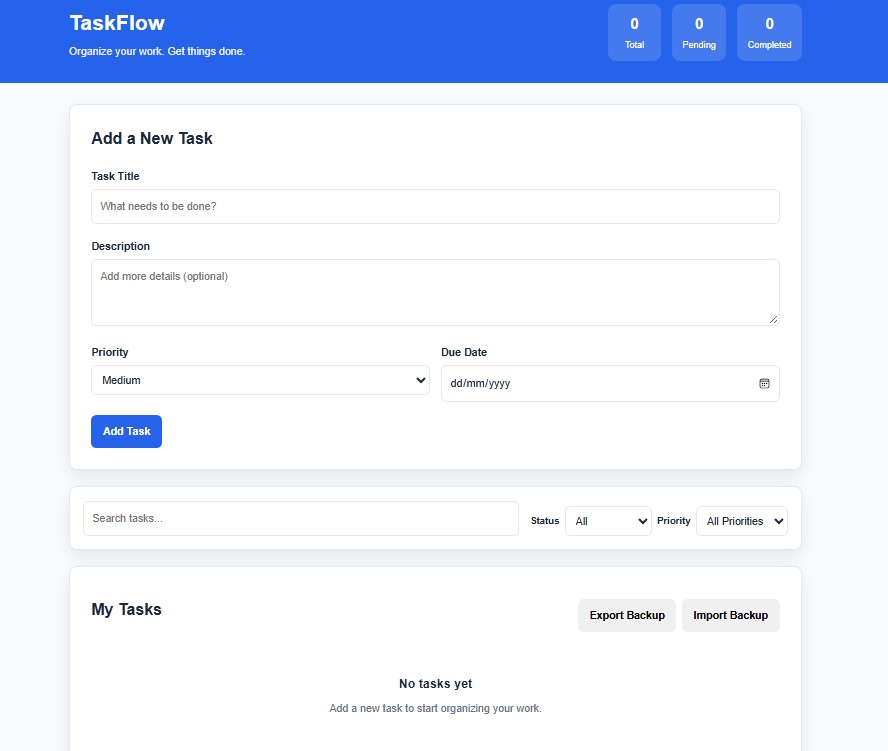 TaskFlow
Organize your work. Get things done.
0
Total
0
Pending
0
Completed
Add a New Task
Task Title
What needs to be done?
Description
Add more details (optional)
Priority
Medium
Due Date
dd/mm/yyyy
Add Task
Search tasks...
Status
All
Priority
All Priorities
My Tasks
Export Backup
Import Backup
No tasks yet
Add a new task to start organizing your work.